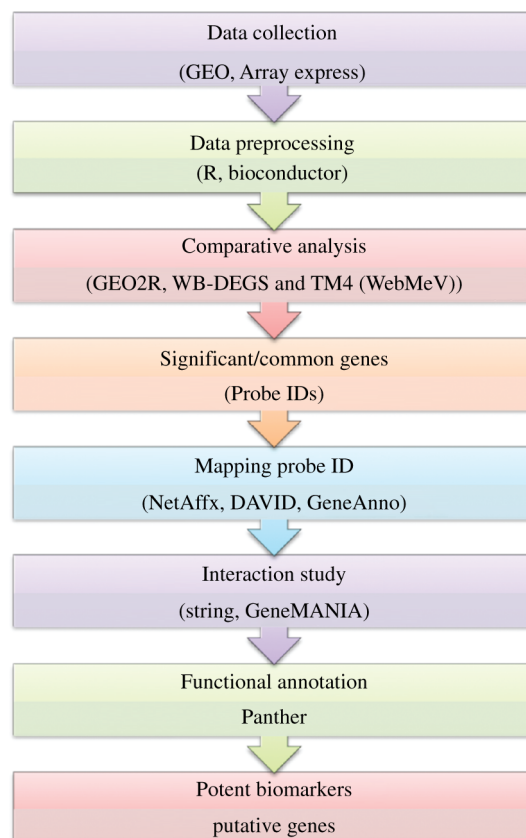 Data collection
(GEO, Array express)
Data preprocessing
(R, bioconductor)
Comparative analysis
(GEO2R, WB-DEGS and TM4 (WebMeV))
Significant/common genes
(Probe IDs)
Mapping probe ID
(NetAffx, DAVID, GeneAnno)
Interaction study
(string, GeneMANIA)
Functional annotation
Panther
Potent biomarkers
putative genes